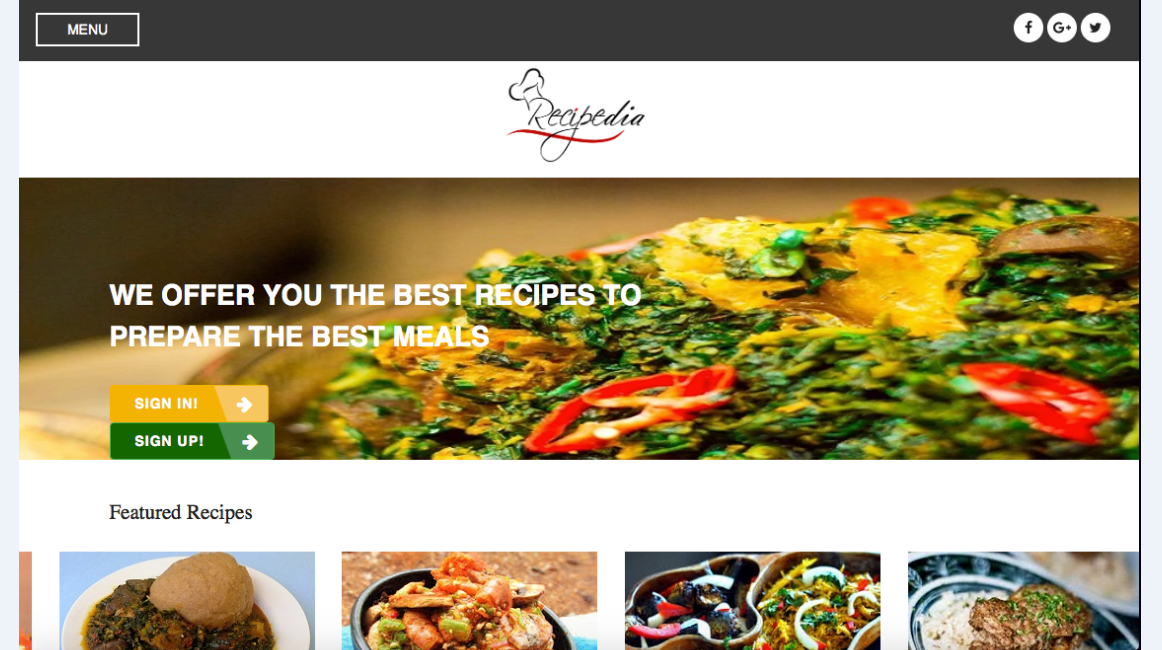 MENU
f G+
Recipedia
WE OFFER YOU THE BEST RECIPES TO
PREPARE THE BEST MEALS
SIGN IN!
SIGN UP!
Featured Recipes